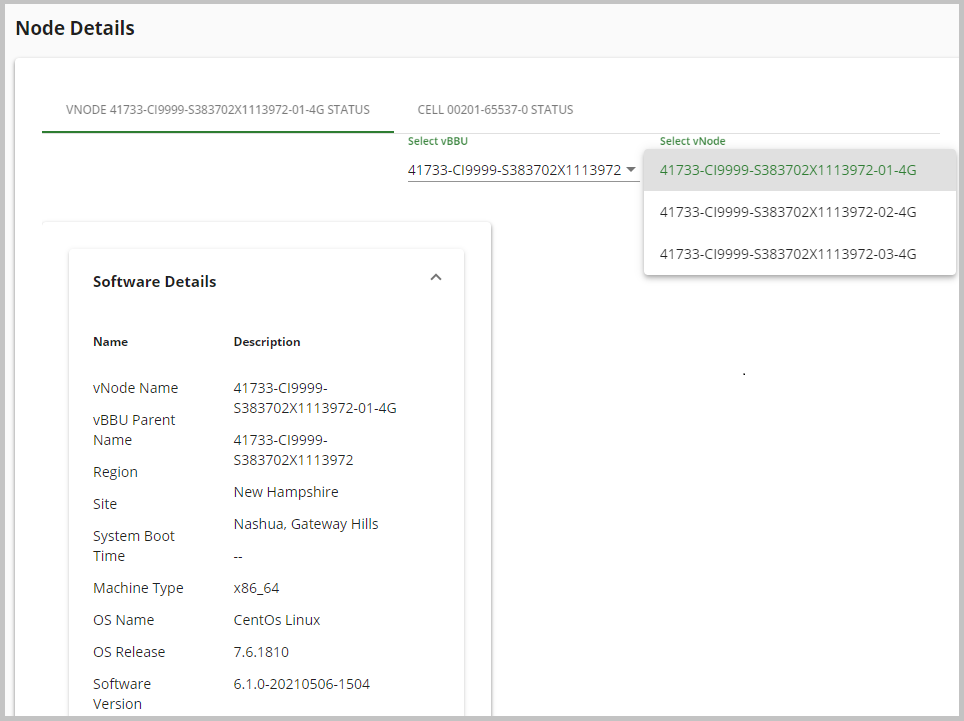 Node Details
VNODE 41733-CI9999-S383702X1113972-01-4G STATUS
CELL 00201-65537-0 STATUS
Select vBBU
41733-CI9999-S383702X1113972
Select vNode
41733-CI9999-S383702X1113972-01-4G
41733-CI9999-S383702X1113972-02-4G
41733-CI9999-S383702X1113972-03-4G
Software Details
Name
Description
vNode Name
41733-CI9999-
S383702X1113972-01-4G
vBBU Parent
Name
41733-CI9999-
S383702X1113972
Region
New Hampshire
Site
Nashua, Gateway Hills
System Boot
Time
--
Machine Type
x86_64
OS Name
CentOs Linux
OS Release
7.6.1810
Software
Version
6.1.0-20210506-1504